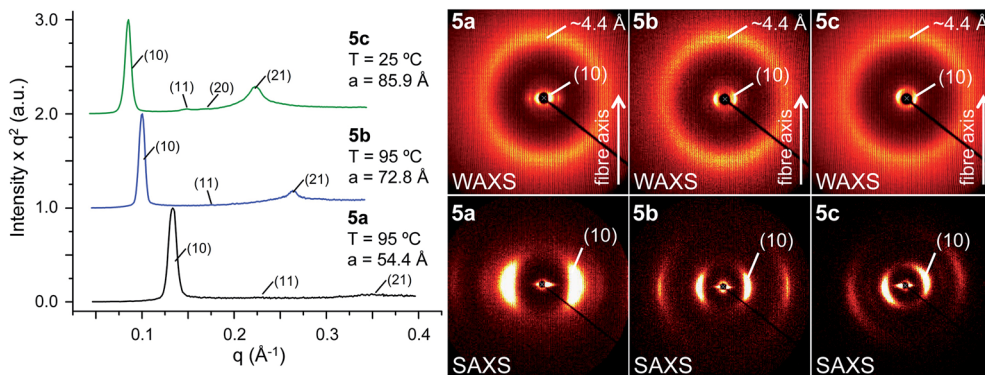 Intensity x q² (a.u.)
3.0
2.0
1.0
0.0
5c
T = 25 ºC
a = 85.9 Å
(10)
(11)
(20)
(21)
5b
T = 95 ºC
a = 72.8 Å
(10)
(11)
(21)
5a
T = 95 ºC
a = 54.4 Å
(10)
(11)
(21)
0.1
0.2
0.3
0.4
q (Å⁻¹)
5a
~4.4 Å
(10)
fibre axis
WAXS
5b
~4.4 Å
(10)
fibre axis
WAXS
5c
~4.4 Å
(10)
fibre axis
WAXS
5a
(10)
SAXS
5b
(10)
SAXS
5c
(10)
SAXS